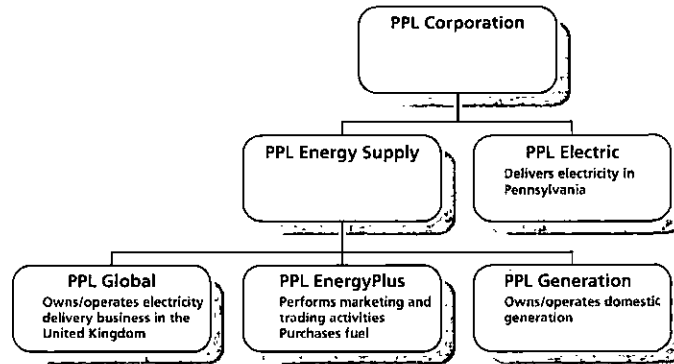 PPL Corporation
PPL Energy Supply
PPL Electric
Delivers electricity in
Pennsylvania
PPL Global
Owns/operates electricity
delivery business in the
United Kingdom
PPL EnergyPlus
Performs marketing and
trading activities
Purchases fuel
PPL Generation
Owns/operates domestic
generation